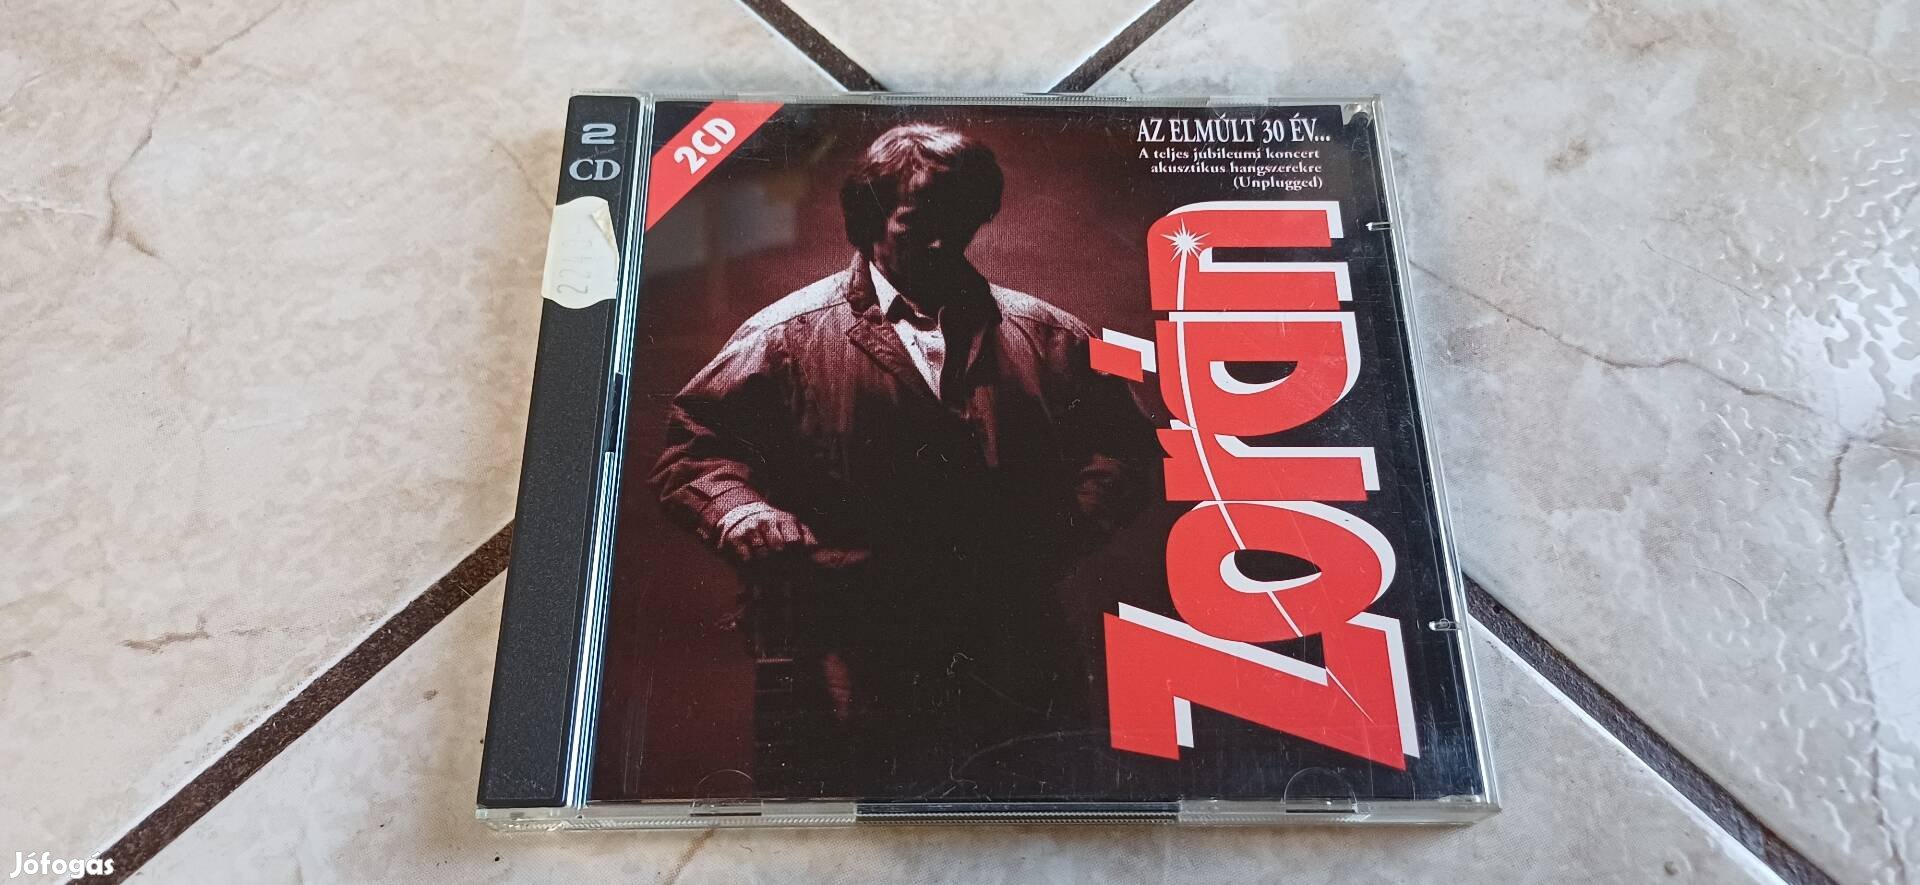 2
CD
2CD
AZ ELMÚLT 30 ÉV...
A teljes jubileumi koncert
akusztikus hangszerekre
(Unplugged)
ZORÁN
Jófogás